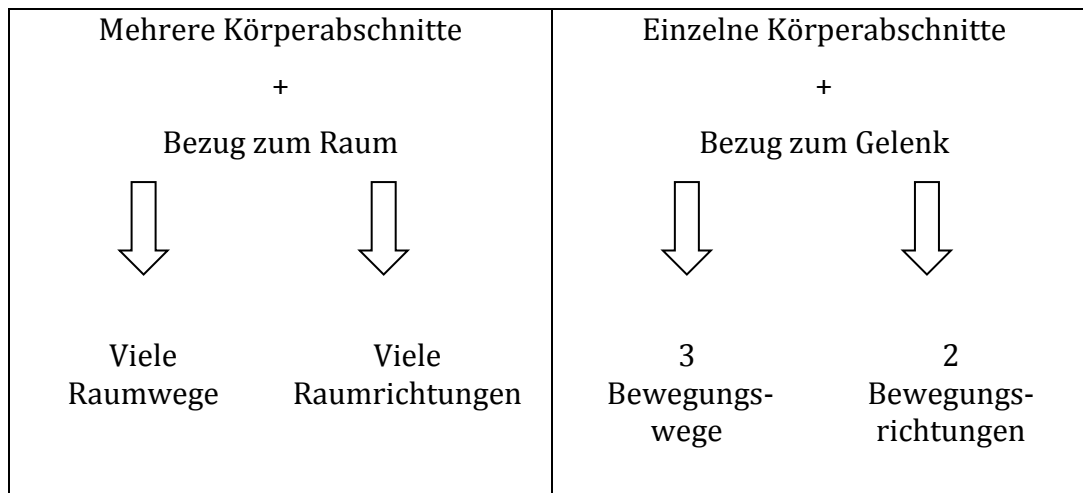 Mehrere Körperabschnitte
+
Bezug zum Raum
Viele
Raumwege
Viele
Raumrichtungen
Einzelne Körperabschnitte
+
Bezug zum Gelenk
3
Bewegungs-
wege
2
Bewegungs-
richtungen